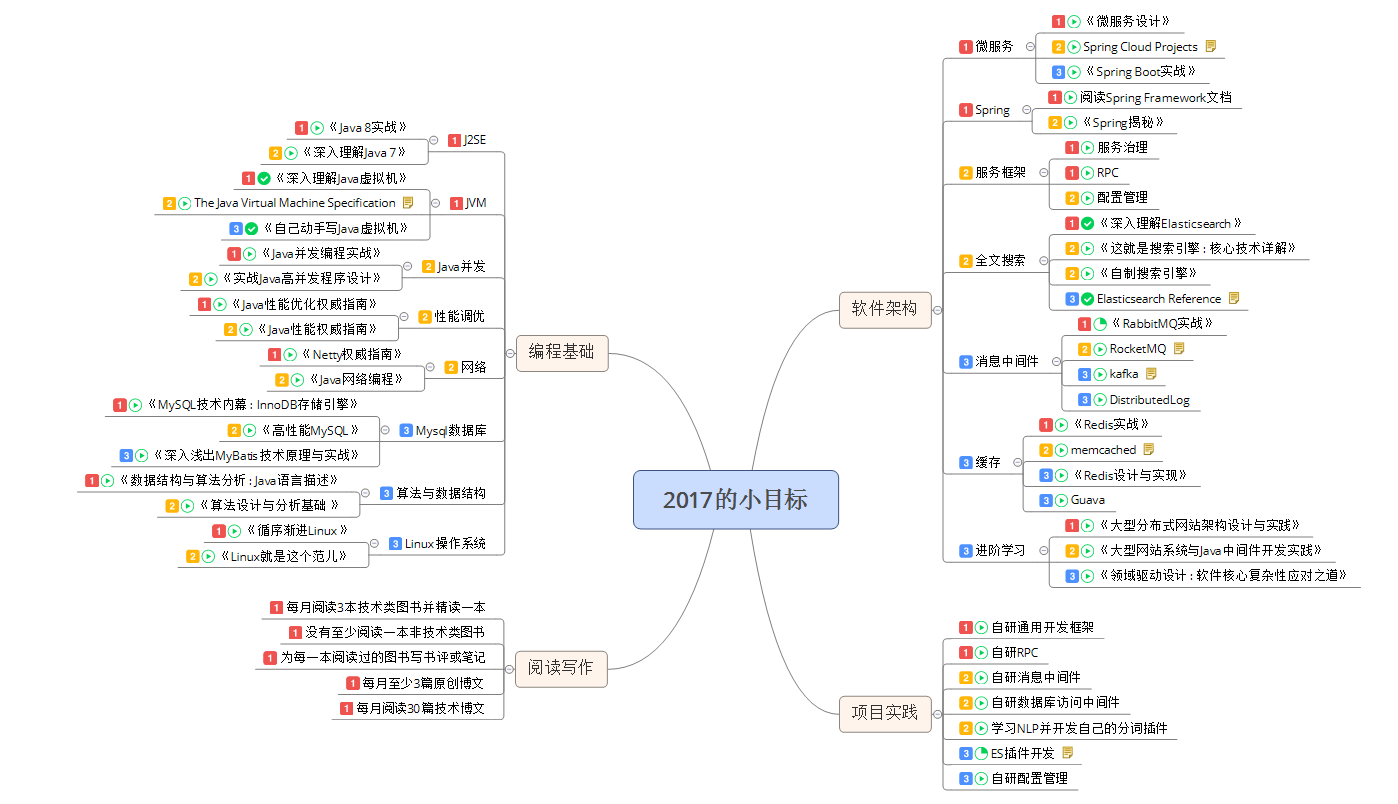 2017的小目标
编程基础
1 J2SE
1 《Java 8实战》
2 《深入理解Java 7》
1 JVM
1 《深入理解Java虚拟机》
2 The Java Virtual Machine Specification
3 《自己动手写Java虚拟机》
2 Java并发
1 《Java并发编程实战》
2 《实战Java高并发程序设计》
2 性能调优
1 《Java性能优化权威指南》
2 《Java性能权威指南》
2 网络
1 《Netty权威指南》
2 《Java网络编程》
3 Mysql数据库
1 《MySQL技术内幕 : InnoDB存储引擎》
2 《高性能MySQL》
3 《深入浅出MyBatis技术原理与实战》
3 算法与数据结构
1 《数据结构与算法分析 : Java语言描述》
2 《算法设计与分析基础 》
3 Linux 操作系统
1 《循序渐进Linux 》
2 《Linux就是这个范儿》
阅读写作
1 每月阅读3本技术类图书并精读一本
1 没有至少阅读一本非技术类图书
1 为每一本阅读过的图书写书评或笔记
1 每月至少3篇原创博文
1 每月阅读30篇技术博文
软件架构
1 微服务
1 《微服务设计》
2 Spring Cloud Projects
3 《Spring Boot实战》
1 Spring
1 阅读Spring Framework文档
2 《Spring揭秘》
2 服务框架
1 服务治理
1 RPC
2 配置管理
2 全文搜索
1 《深入理解Elasticsearch 》
2 《这就是搜索引擎 : 核心技术详解》
2 《自制搜索引擎》
3 Elasticsearch Reference
3 消息中间件
1 《RabbitMQ实战》
2 RocketMQ
3 kafka
3 DistributedLog
3 缓存
1 《Redis实战》
2 memcached
3 《Redis设计与实现》
3 Guava
3 进阶学习
1 《大型分布式网站架构设计与实践》
2 《大型网站系统与Java中间件开发实践》
3 《领域驱动设计 : 软件核心复杂性应对之道》
项目实践
1 自研通用开发框架
1 自研RPC
2 自研消息中间件
2 自研数据库访问中间件
2 学习NLP并开发自己的分词插件
3 ES插件开发
3 自研配置管理